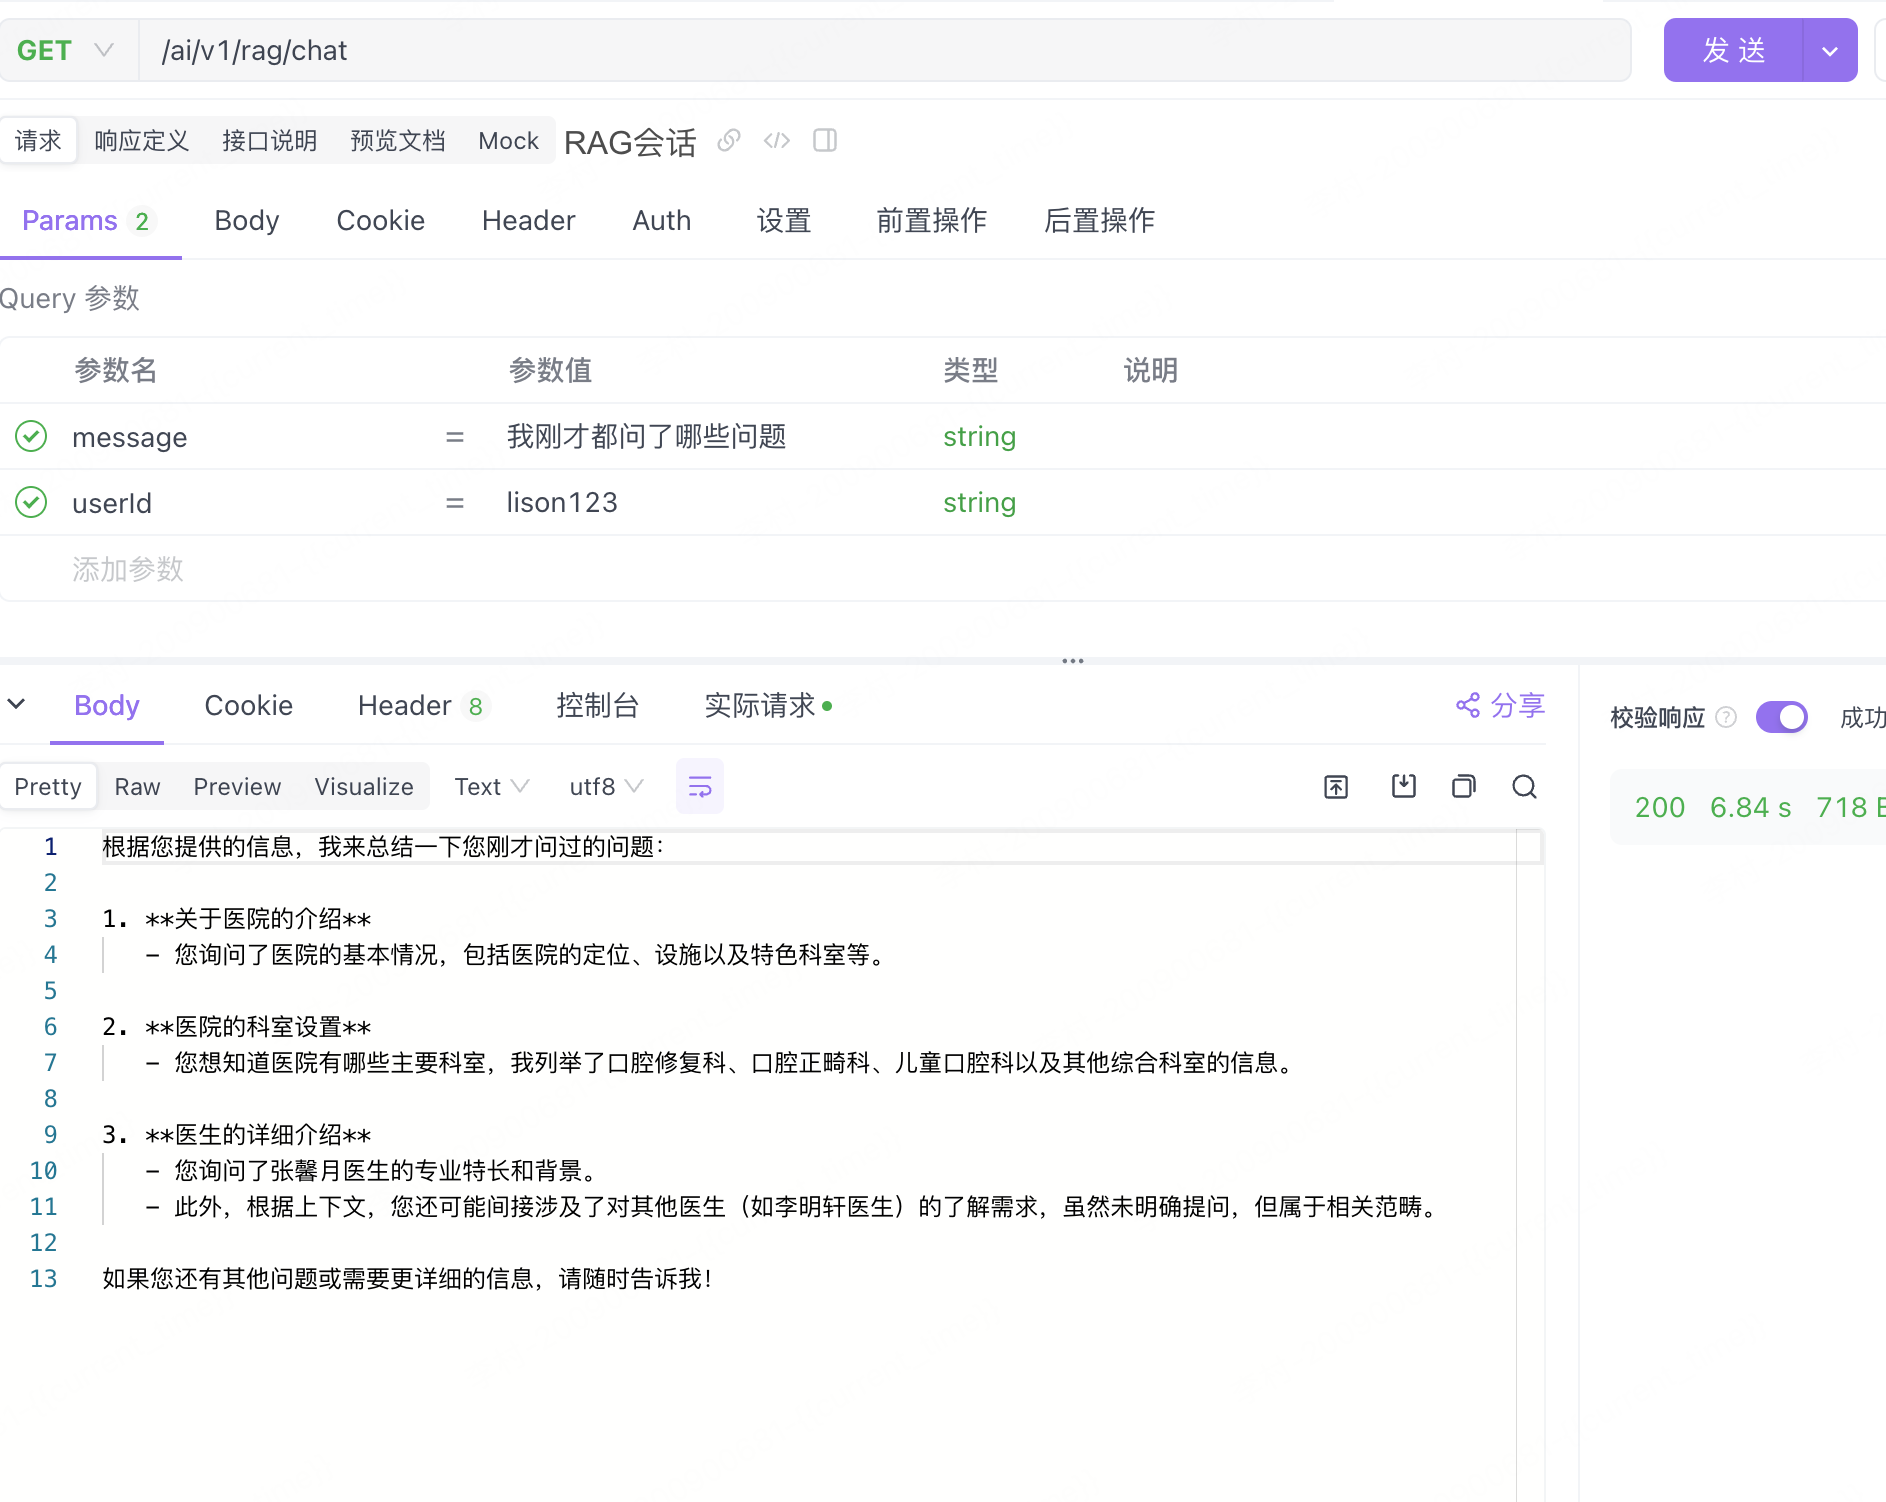 GET /ai/v1/rag/chat 发 送
请求 响应定义 接口说明 预览文档 Mock RAG会话
Params 2 Body Cookie Header Auth 设置 前置操作 后置操作
Query 参数
参数名 参数值 类型 说明
message = 我刚才都问了哪些问题 string
userId = lison123 string
添加参数
Body Cookie Header 8 控制台 实际请求 分享
校验响应 成功
Pretty Raw Preview Visualize Text utf8
200 6.84 s 718
1 根据您提供的信息，我来总结一下您刚才问过的问题：
2
3 1. **关于医院的介绍**
4 - 您询问了医院的基本情况，包括医院的定位、设施以及特色科室等。
5
6 2. **医院的科室设置**
7 - 您想知道医院有哪些主要科室，我列举了口腔修复科、口腔正畸科、儿童口腔科以及其他综合科室的信息。
8
9 3. **医生的详细介绍**
10 - 您询问了张馨月医生的专业特长和背景。
11 - 此外，根据上下文，您还可能间接涉及了对其他医生（如李明轩医生）的了解需求，虽然未明确提问，但属于相关范畴。
12
13 如果您还有其他问题或需要更详细的信息，请随时告诉我！